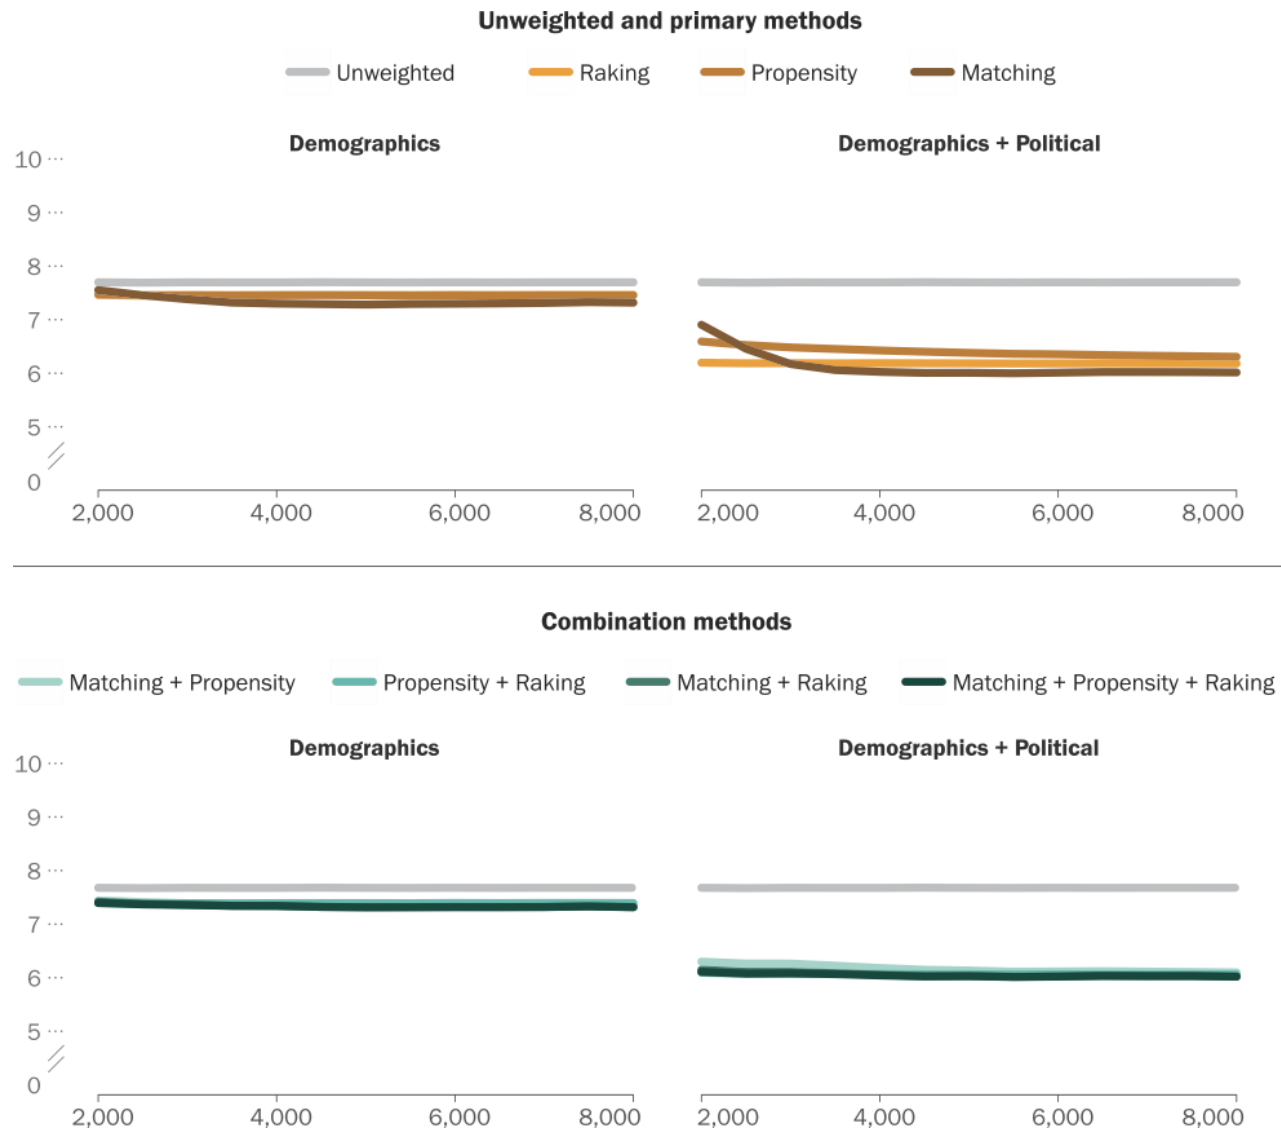 Unweighted and primary methods
Unweighted Raking Propensity Matching
Demographics Demographics + Political
10
9
8
7
6
5
0
2,000 4,000 6,000 8,000 2,000 4,000 6,000 8,000
Combination methods
Matching + Propensity Propensity + Raking Matching + Raking Matching + Propensity + Raking
Demographics Demographics + Political
10
9
8
7
6
5
0
2,000 4,000 6,000 8,000 2,000 4,000 6,000 8,000